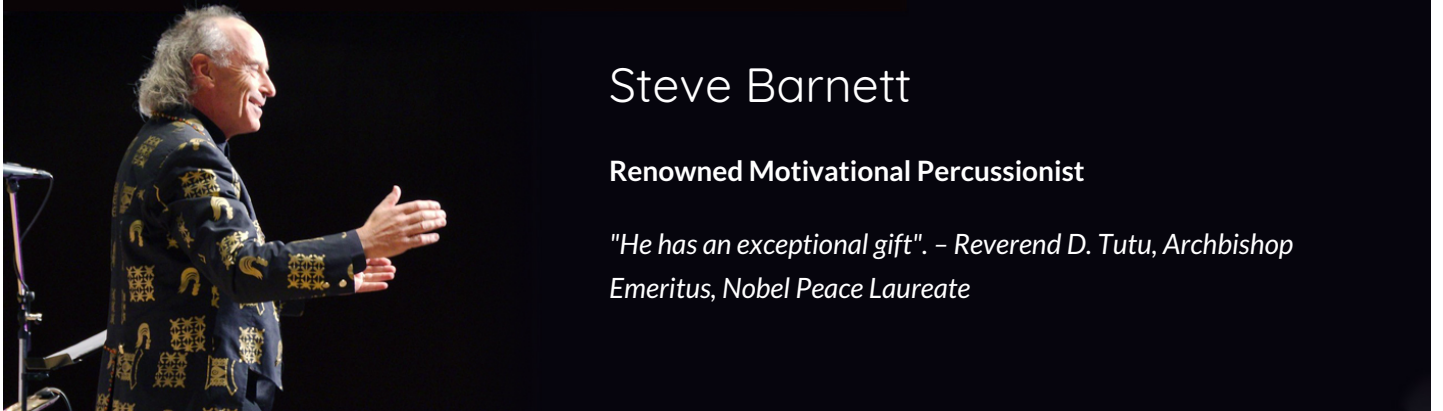 Steve Barnett
Renowned Motivational Percussionist
"He has an exceptional gift". – Reverend D. Tutu, Archbishop
Emeritus, Nobel Peace Laureate